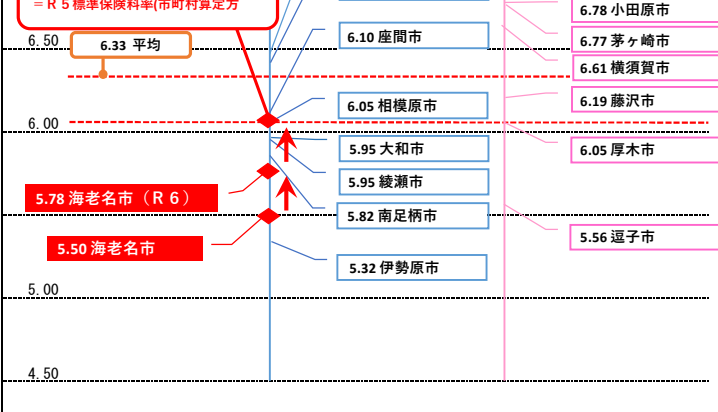 ＝Ｒ５標準保険料率(市町村算定方
6.50
6.33 平均
6.10 座間市
6.78 小田原市
6.77 茅ヶ崎市
6.61 横須賀市
6.19 藤沢市
6.05 相模原市
6.00
5.95 大和市
6.05 厚木市
5.95 綾瀬市
5.78 海老名市（Ｒ６）
5.82 南足柄市
5.50 海老名市
5.56 逗子市
5.32 伊勢原市
5.00
4.50